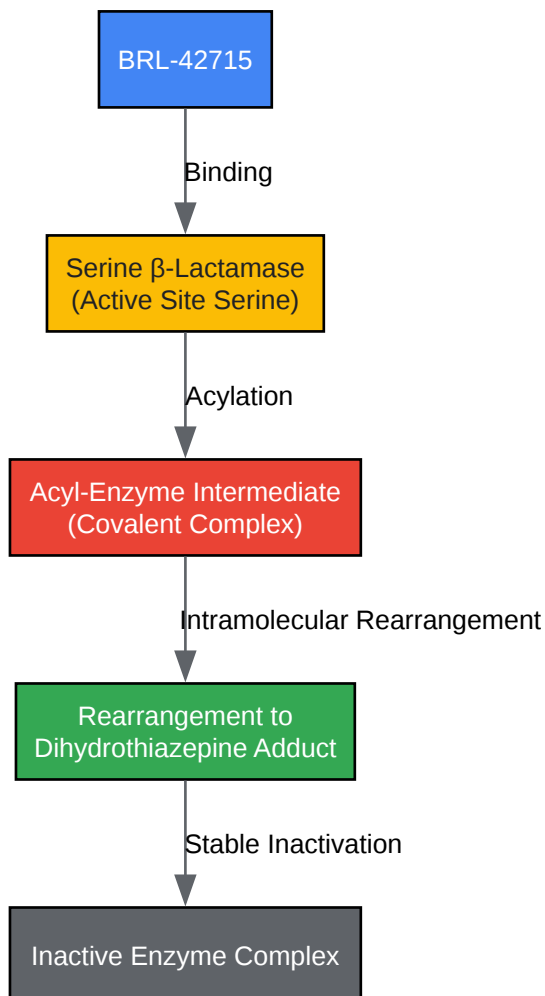 BRL-42715
Binding
Serine β-Lactamase
(Active Site Serine)
Acylation
Acyl-Enzyme Intermediate
(Covalent Complex)
Intramolecular Rearrangement
Rearrangement to
Dihydrothiazepine Adduct
Stable Inactivation
Inactive Enzyme Complex